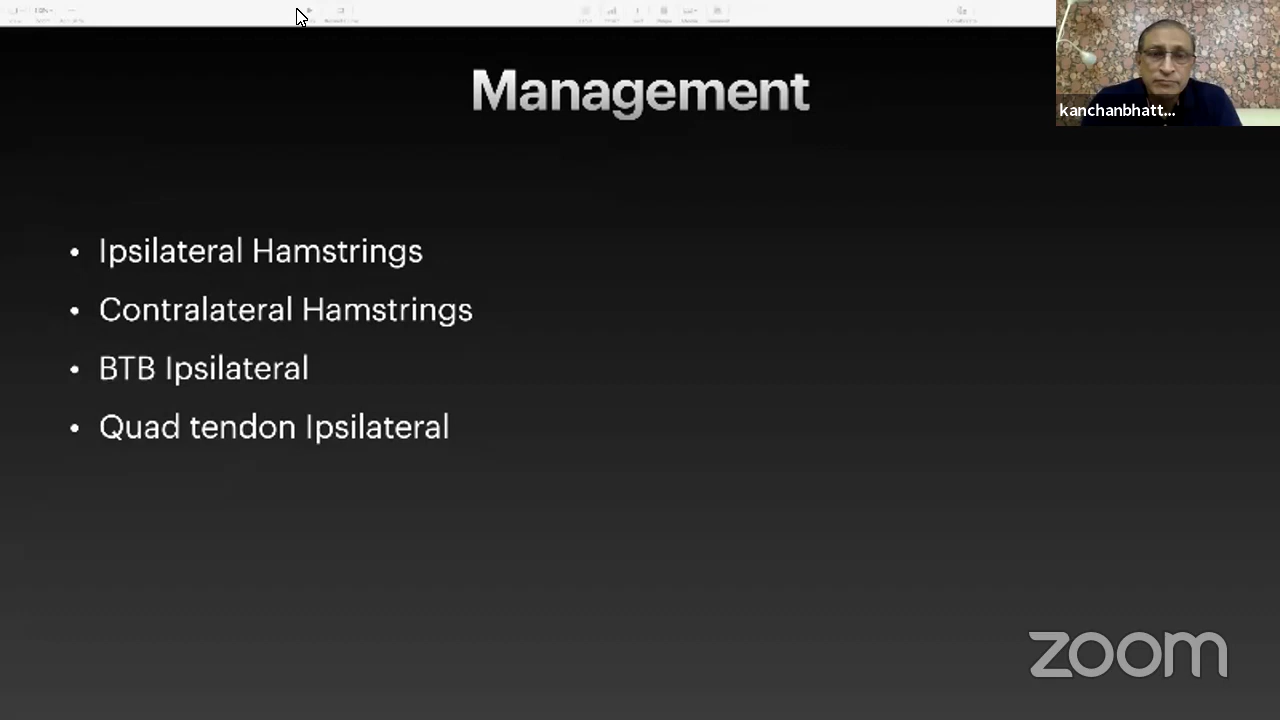 Management
kanchanbhatt...
• Ipsilateral Hamstrings
• Contralateral Hamstrings
• BTB Ipsilateral
• Quad tendon Ipsilateral
zoom